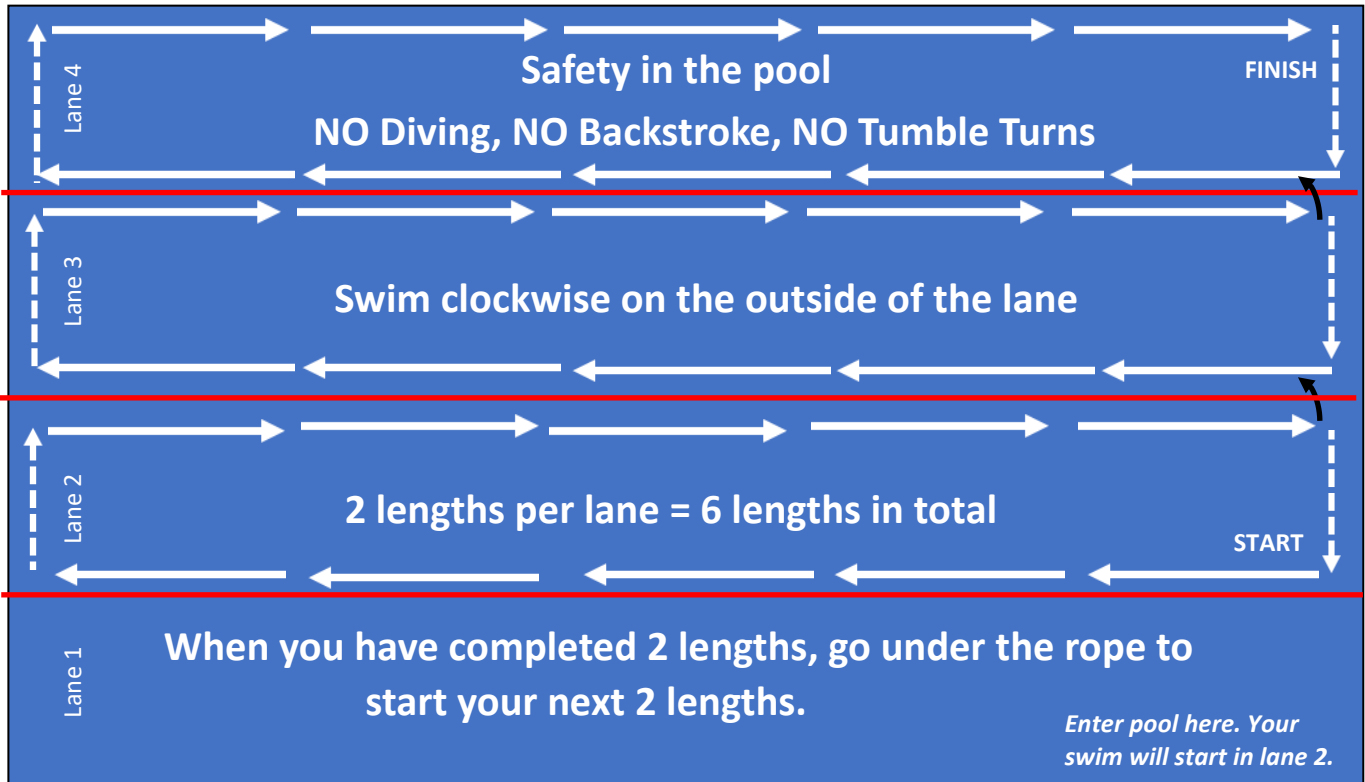 Lane 4
Safety in the pool
FINISH
NO Diving, NO Backstroke, NO Tumble Turns
Lane 3
Swim clockwise on the outside of the lane
Lane 2
2 lengths per lane = 6 lengths in total
START
Lane 1
When you have completed 2 lengths, go under the rope to
start your next 2 lengths.
Enter pool here. Your
swim will start in lane 2.